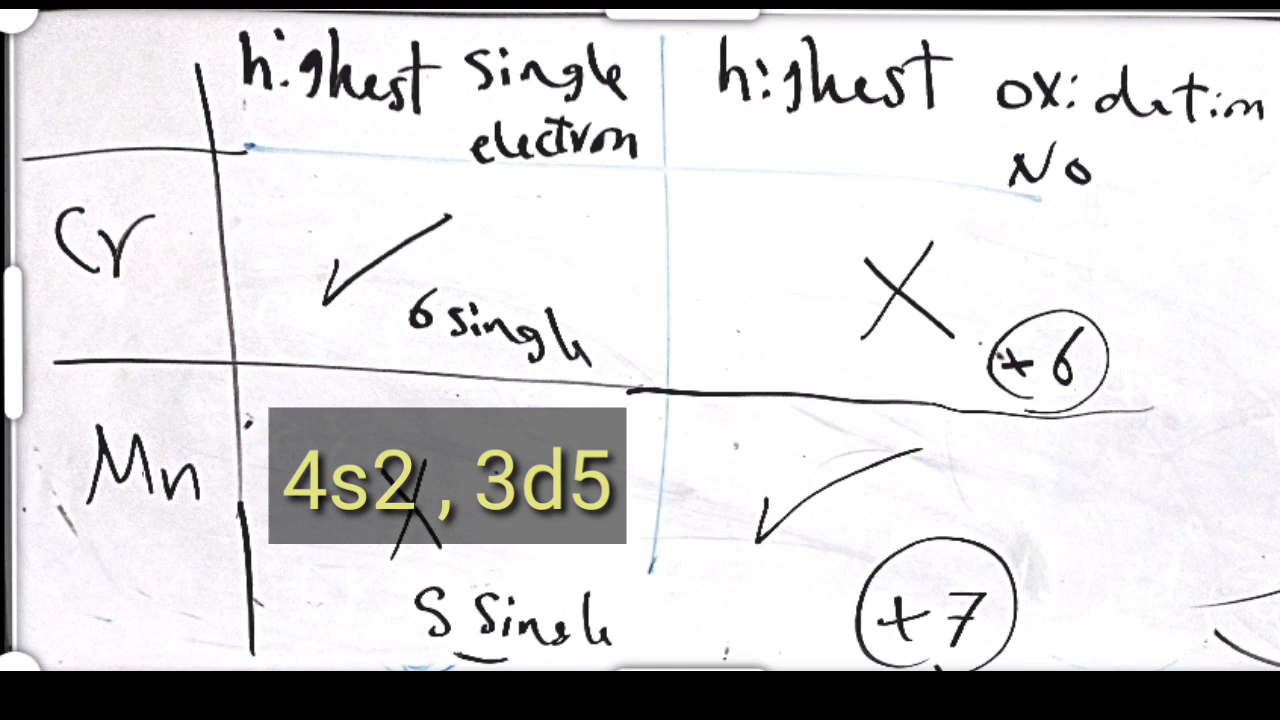 highest single electron
highest oxidation No
Cr
✓ 6 single
X +6
Mn
4s2 , 3d5
X
5 single
✓ +7